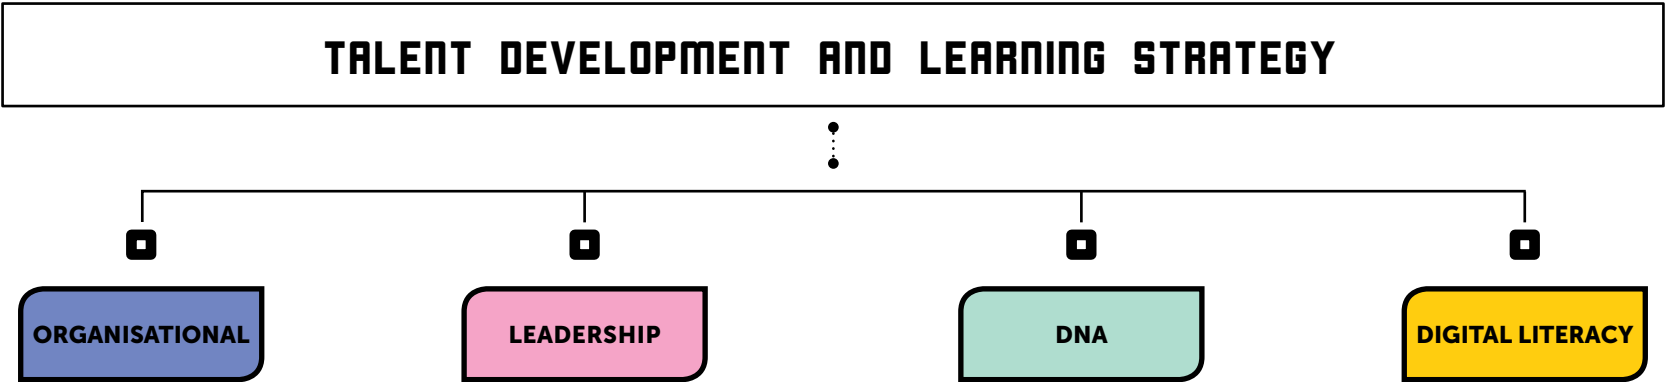 TALENT DEVELOPMENT AND LEARNING STRATEGY
ORGANISATIONAL
LEADERSHIP
DNA
DIGITAL LITERACY